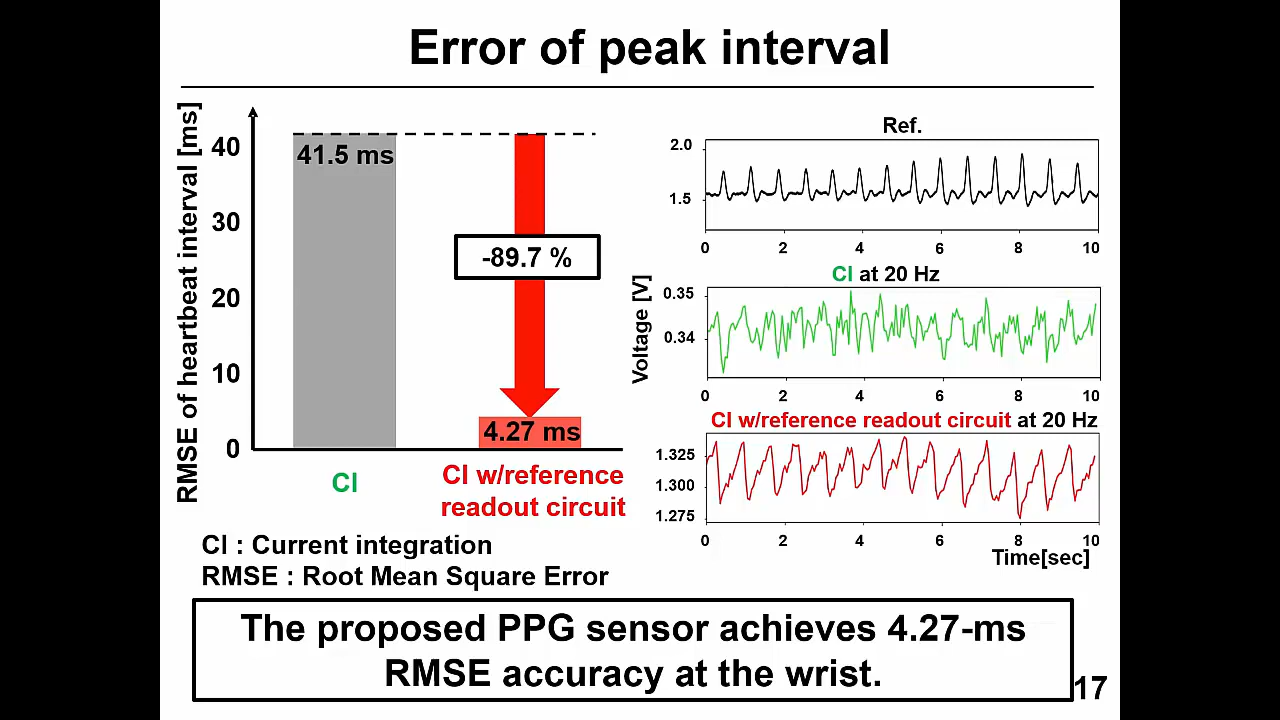 Error of peak interval
RMSE of heartbeat interval [ms]
40
30
20
10
0
41.5 ms
-89.7 %
4.27 ms
CI
CI w/reference
readout circuit
CI : Current integration
RMSE : Root Mean Square Error
Ref.
2.0
1.5
0 2 4 6 8 10
CI at 20 Hz
Voltage [V]
0.35
0.34
0 2 4 6 8 10
CI w/reference readout circuit at 20 Hz
1.325
1.300
1.275
0 2 4 6 8 10
Time[sec]
The proposed PPG sensor achieves 4.27-ms
RMSE accuracy at the wrist.
17